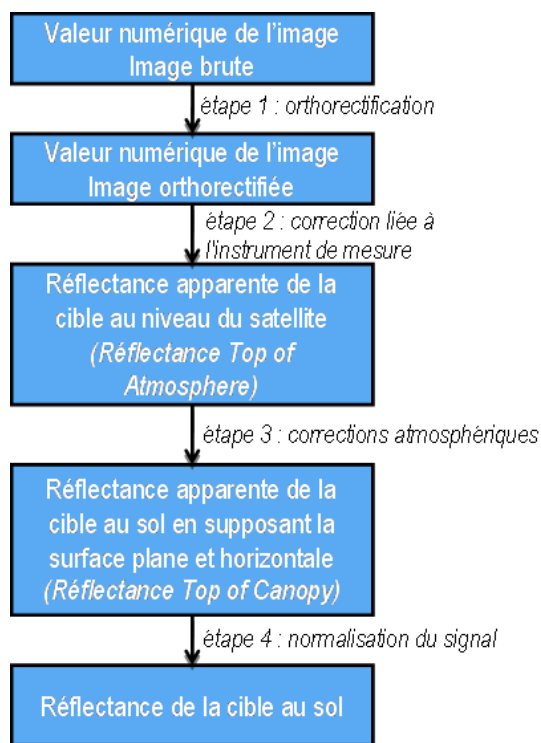 Valeur numérique de l'image
Image brute
étape 1 : orthorectification
Valeur numérique de l'image
Image orthorectifiée
étape 2 : correction liée à
l'instrument de mesure
Réflectance apparente de la
cible au niveau du satellite
(Réflectance Top of
Atmosphere)
étape 3 : corrections atmosphériques
Réflectance apparente de la
cible au sol en supposant la
surface plane et horizontale
(Réflectance Top of Canopy)
étape 4 : normalisation du signal
Réflectance de la cible au sol